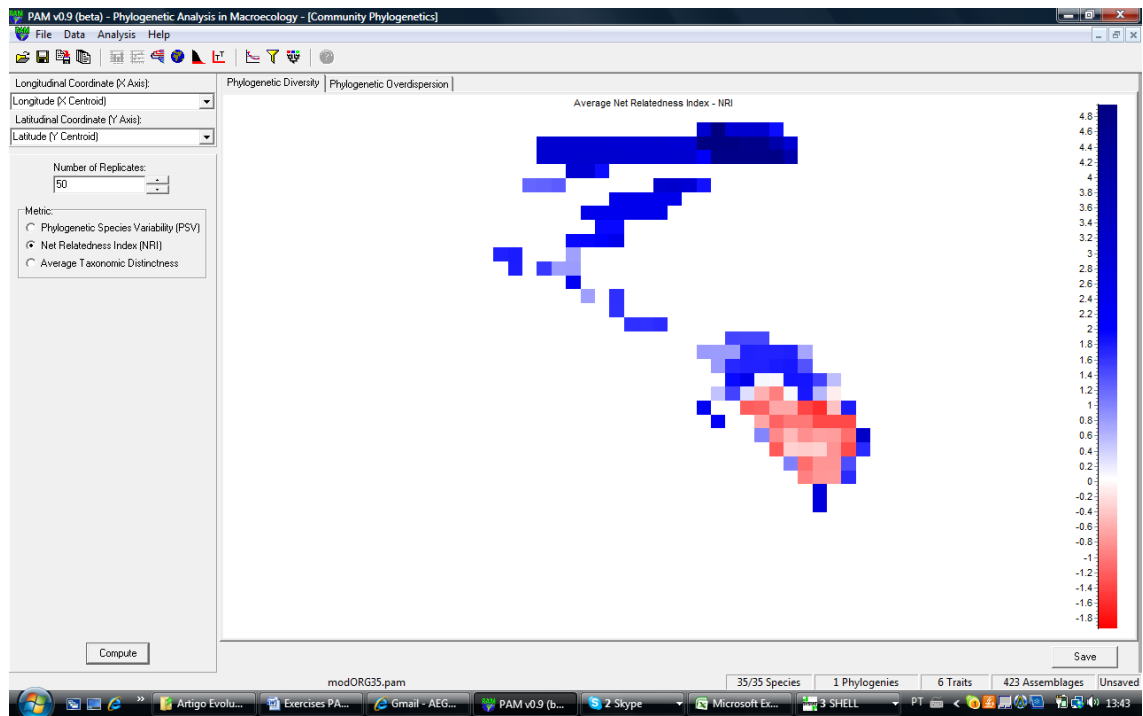 PAM v0.9 (beta) - Phylogenetic Analysis in Macroecology - [Community Phylogenetics]
File Data Analysis Help
Longitudinal Coordinate (X Axis):
Longitude (X Centroid)
Latitudinal Coordinate (Y Axis):
Latitude (Y Centroid)
Number of Replicates:
50
Metric:
Phylogenetic Species Variability (PSV)
Net Relatedness Index (NRI)
Average Taxonomic Distinctness
Compute
Phylogenetic Diversity Phylogenetic Overdispersion
Average Net Relatedness Index - NRI
4.8
4.6
4.4
4.2
4
3.8
3.6
3.4
3.2
3
2.8
2.6
2.4
2.2
2
1.8
1.6
1.4
1.2
1
0.8
0.6
0.4
0.2
0
-0.2
-0.4
-0.6
-0.8
-1
-1.2
-1.4
-1.6
-1.8
Save
modORG35.pam 35/35 Species 1 Phylogenies 6 Traits 423 Assemblages Unsaved
Artigo Evolu... Exercises PA... Gmail - AEG... PAM v0.9 (b... 2 Skype Microsoft Ex... 3 SHELL PT 13:43